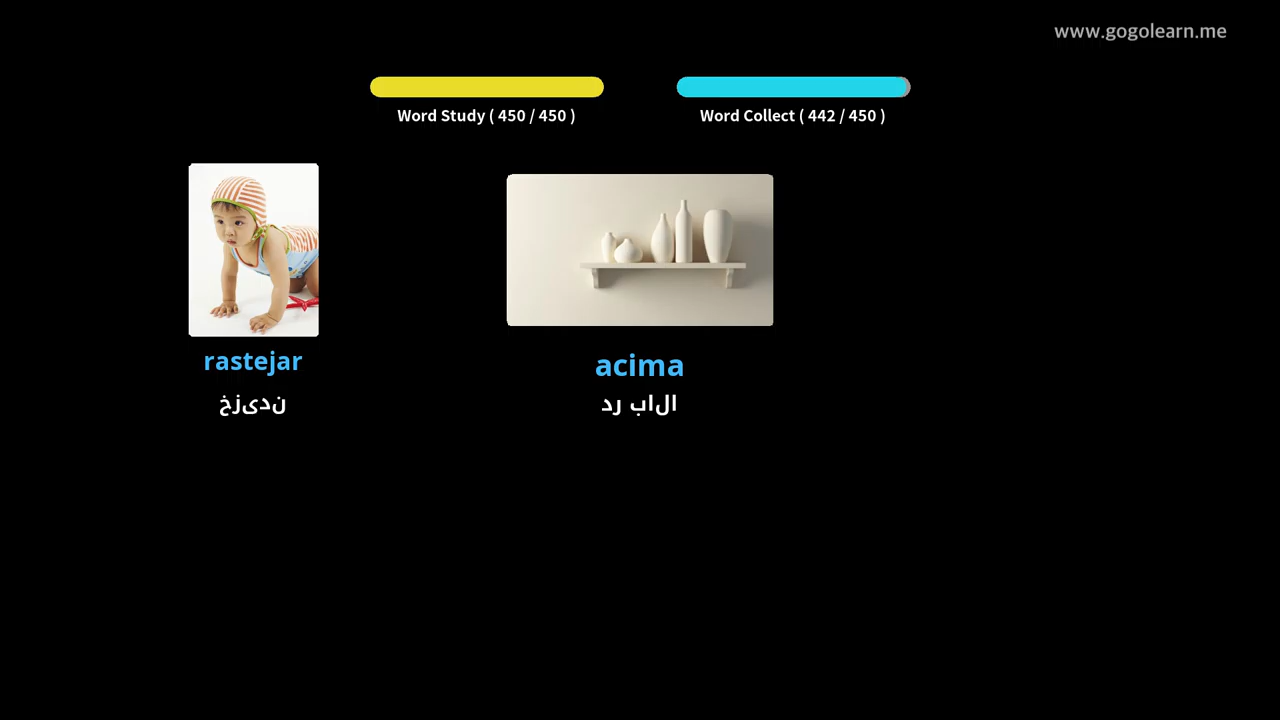 www.gogolearn.me
Word Study ( 450 / 450 )
Word Collect ( 442 / 450 )
rastejar
خزیدن
acima
در بالا